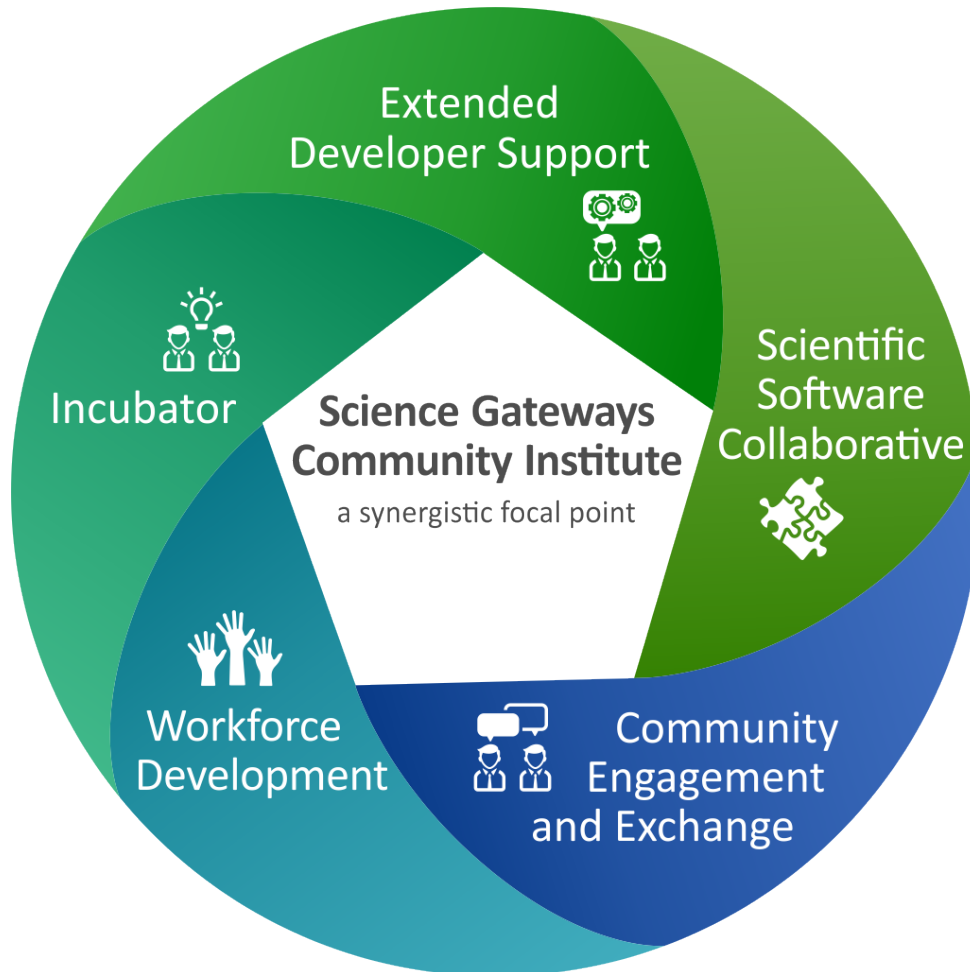 Extended
Developer Support
Scientific
Software
Collaborative
Incubator
Science Gateways
Community Institute
a synergistic focal point
Workforce
Development
Community
Engagement
and Exchange